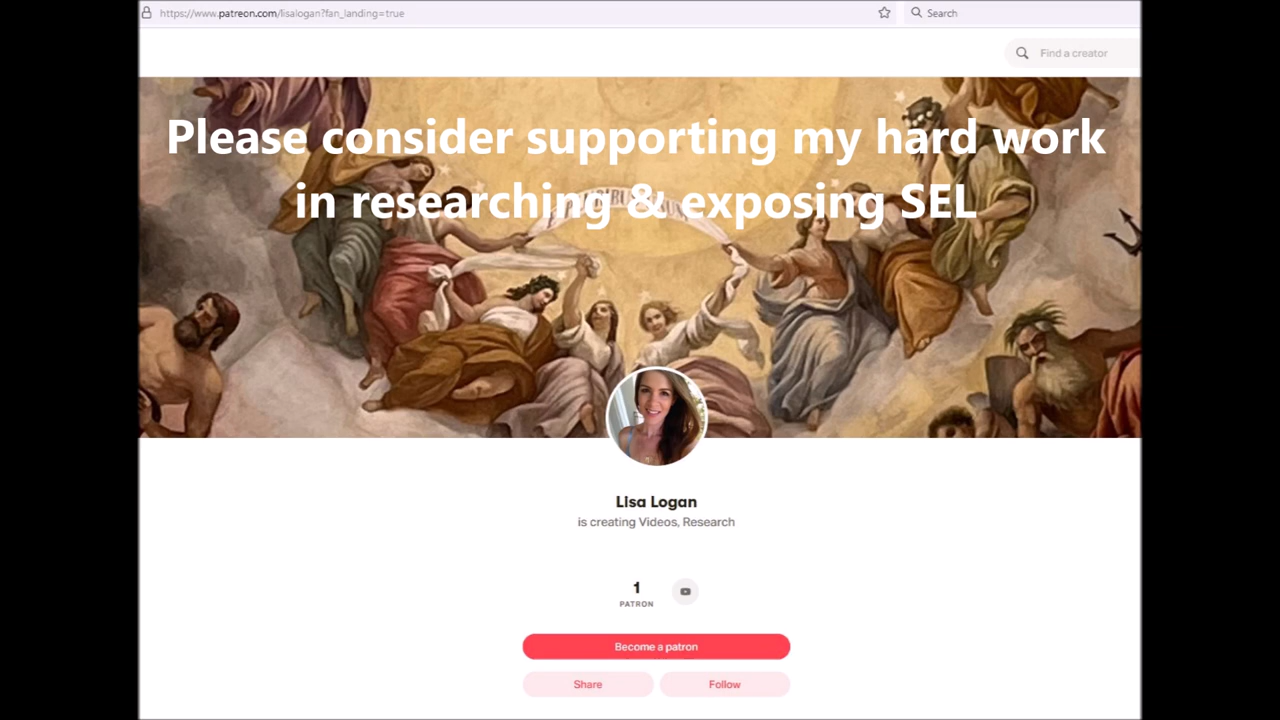 https://www.patreon.com/lisalogan?fan_landing=true
Search
Find a creator
Please consider supporting my hard work
in researching & exposing SEL
Lisa Logan
is creating Videos, Research
1
PATRON
Become a patron
Share
Follow